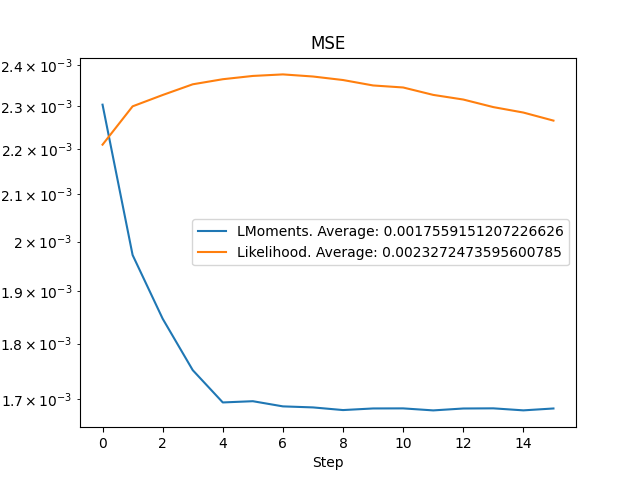 MSE
2.4 × 10⁻³
2.3 × 10⁻³
2.2 × 10⁻³
2.1 × 10⁻³
2 × 10⁻³
1.9 × 10⁻³
1.8 × 10⁻³
1.7 × 10⁻³
LMoments. Average: 0.0017559151207226626
Likelihood. Average: 0.0023272473595600785
0 2 4 6 8 10 12 14
Step